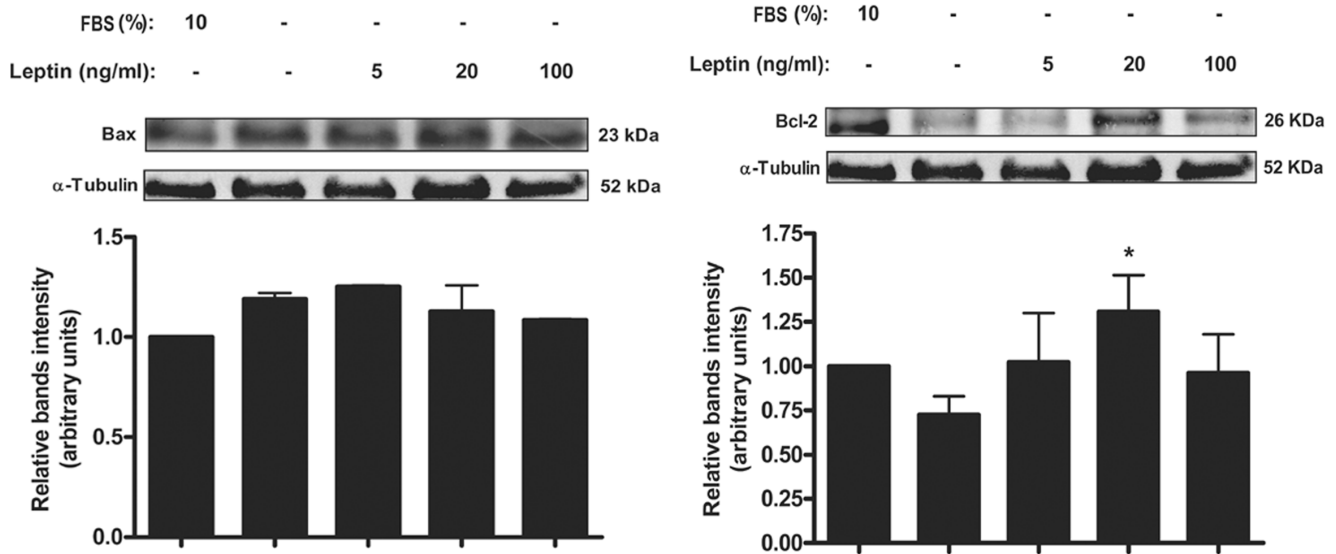 FBS (%): 10 - - - -
Leptin (ng/ml): - - 5 20 100
Bax 23 kDa
α-Tubulin 52 kDa
Relative bands intensity
(arbitrary units)
1.5
1.0
0.5
0.0
FBS (%): 10 - - - -
Leptin (ng/ml): - - 5 20 100
Bcl-2 26 KDa
α-Tubulin 52 KDa
Relative bands intensity
(arbitrary units)
1.75
1.50
1.25
1.00
0.75
0.50
0.25
0.00
*